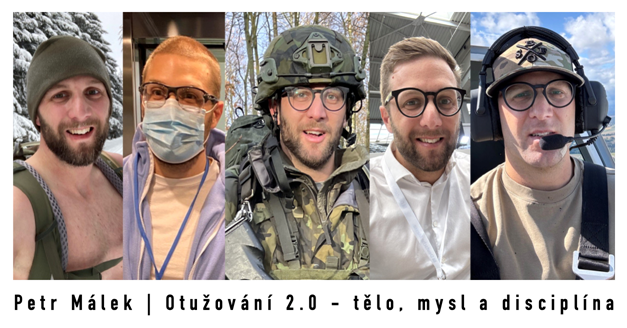 Petr Málek | Otužování 2.0 – tělo, mysl a disciplína